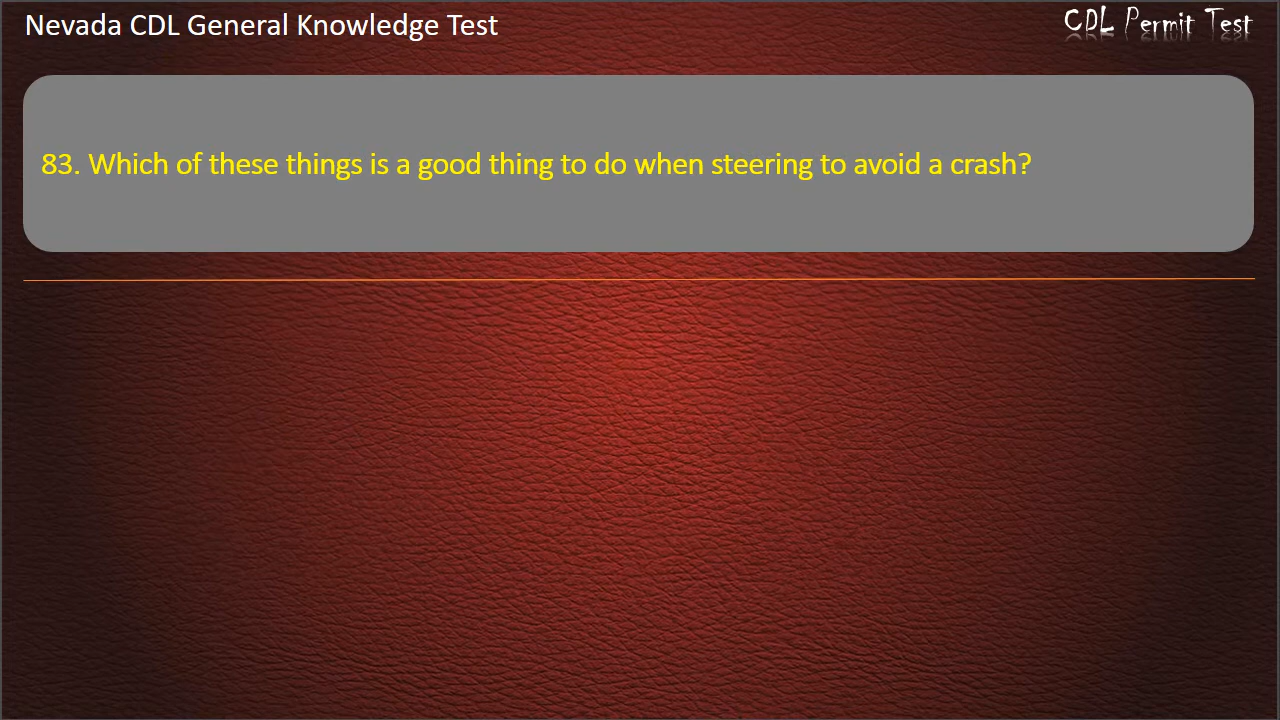 Nevada CDL General Knowledge Test
CDL Permit Test
83. Which of these things is a good thing to do when steering to avoid a crash?